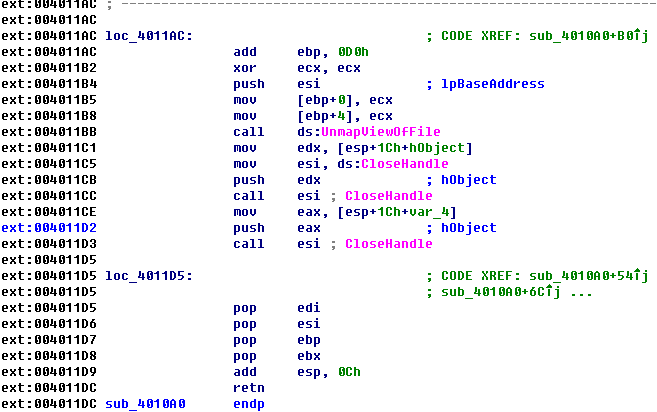 ext:004011AC ; ---------------------------------------------------------------------------
ext:004011AC
ext:004011AC loc_4011AC: ; CODE XREF: sub_4010A0+B0↑j
ext:004011AC add ebp, 0D0h
ext:004011B2 xor ecx, ecx
ext:004011B4 push esi ; lpBaseAddress
ext:004011B5 mov [ebp+0], ecx
ext:004011B8 mov [ebp+4], ecx
ext:004011BB call ds:UnmapViewOfFile
ext:004011C1 mov edx, [esp+1Ch+hObject]
ext:004011C5 mov esi, ds:CloseHandle
ext:004011CB push edx ; hObject
ext:004011CC call esi ; CloseHandle
ext:004011CE mov eax, [esp+1Ch+var_4]
ext:004011D2 push eax ; hObject
ext:004011D3 call esi ; CloseHandle
ext:004011D5
ext:004011D5 loc_4011D5: ; CODE XREF: sub_4010A0+54↑j
ext:004011D5 ; sub_4010A0+6C↑j ...
ext:004011D5 pop edi
ext:004011D6 pop esi
ext:004011D7 pop ebp
ext:004011D8 pop ebx
ext:004011D9 add esp, 0Ch
ext:004011DC retn
ext:004011DC sub_4010A0 endp